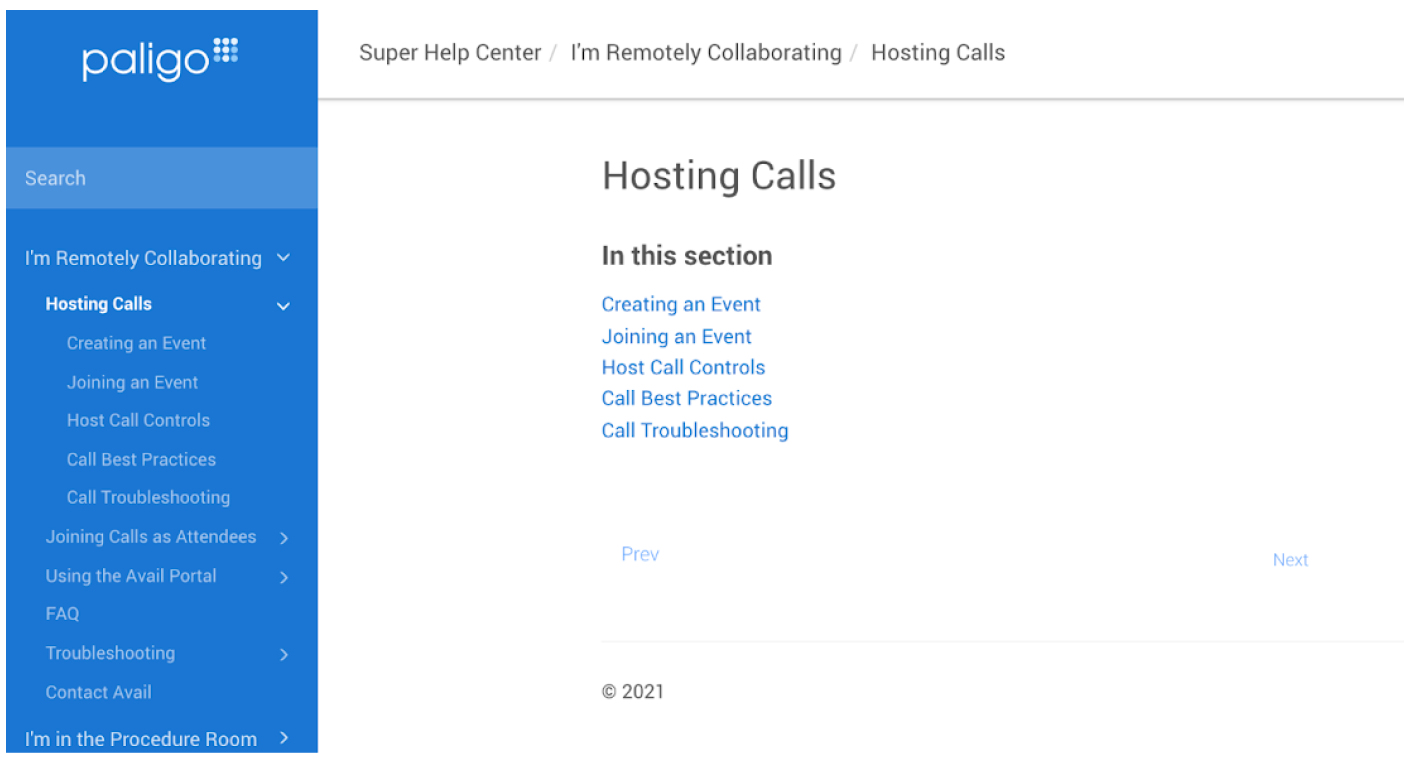 paligo
Search
I'm Remotely Collaborating
Hosting Calls
Creating an Event
Joining an Event
Host Call Controls
Call Best Practices
Call Troubleshooting
Joining Calls as Attendees
Using the Avail Portal
FAQ
Troubleshooting
Contact Avail
I'm in the Procedure Room
Super Help Center / I'm Remotely Collaborating / Hosting Calls
Hosting Calls
In this section
Creating an Event
Joining an Event
Host Call Controls
Call Best Practices
Call Troubleshooting
Prev
Next
© 2021